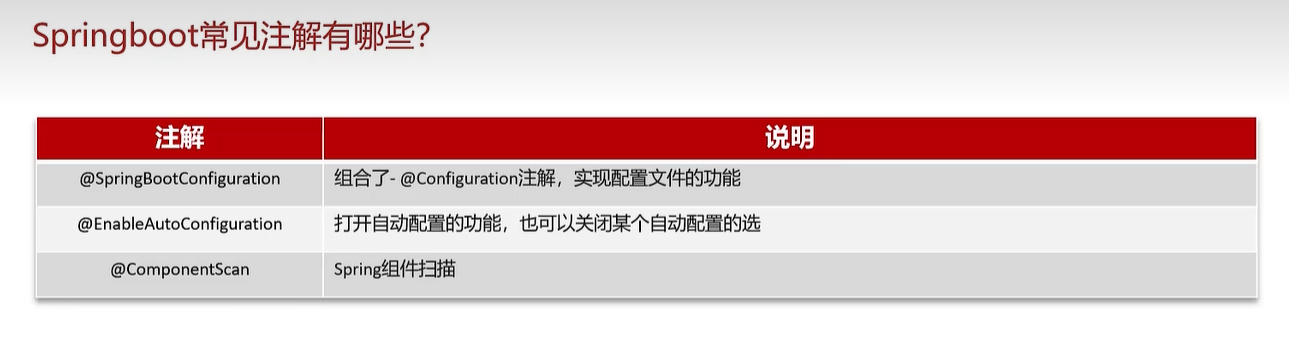 Springboot常见注解有哪些?
注解 说明
@SpringBootConfiguration 组合了- @Configuration注解，实现配置文件的功能
@EnableAutoConfiguration 打开自动配置的功能，也可以关闭某个自动配置的选
@ComponentScan Spring组件扫描